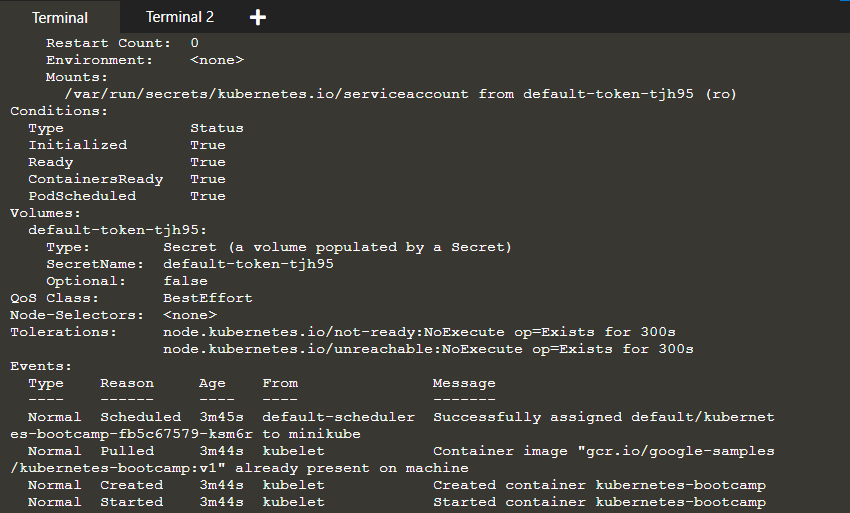 Terminal Terminal 2 +
Restart Count: 0
Environment: <none>
Mounts:
/var/run/secrets/kubernetes.io/serviceaccount from default-token-tjh95 (ro)
Conditions:
Type Status
Initialized True
Ready True
ContainersReady True
PodScheduled True
Volumes:
default-token-tjh95:
Type: Secret (a volume populated by a Secret)
SecretName: default-token-tjh95
Optional: false
QoS Class: BestEffort
Node-Selectors: <none>
Tolerations: node.kubernetes.io/not-ready:NoExecute op=Exists for 300s
node.kubernetes.io/unreachable:NoExecute op=Exists for 300s
Events:
Type Reason Age From Message
---- ------ ---- ---- -------
Normal Scheduled 3m45s default-scheduler Successfully assigned default/kubernet
es-bootcamp-fb5c67579-ksm6r to minikube
Normal Pulled 3m44s kubelet Container image "gcr.io/google-samples
/kubernetes-bootcamp:v1" already present on machine
Normal Created 3m44s kubelet Created container kubernetes-bootcamp
Normal Started 3m44s kubelet Started container kubernetes-bootcamp